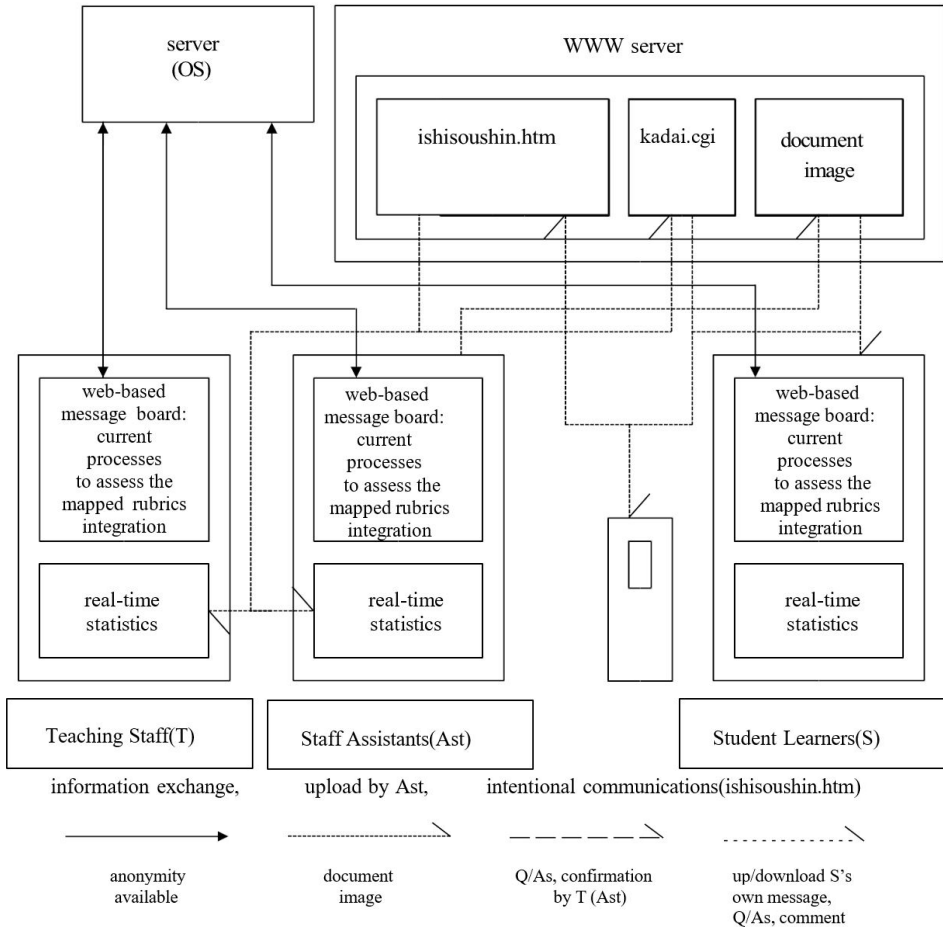 server
(OS)
WWW server
ishisoushin.htm
kadai.cgi
document
image
web-based
message board:
current
processes
to assess the
mapped rubrics
integration
real-time
statistics
web-based
message board:
current
processes
to assess the
mapped rubrics
integration
real-time
statistics
web-based
message board:
current
processes
to assess the
mapped rubrics
integration
real-time
statistics
Teaching Staff(T)
Staff Assistants(Ast)
Student Learners(S)
information exchange, upload by Ast, intentional communications(ishisoushin.htm)
anonymity
available
document
image
Q/As, confirmation
by T (Ast)
up/download S's
own message,
Q/As, comment